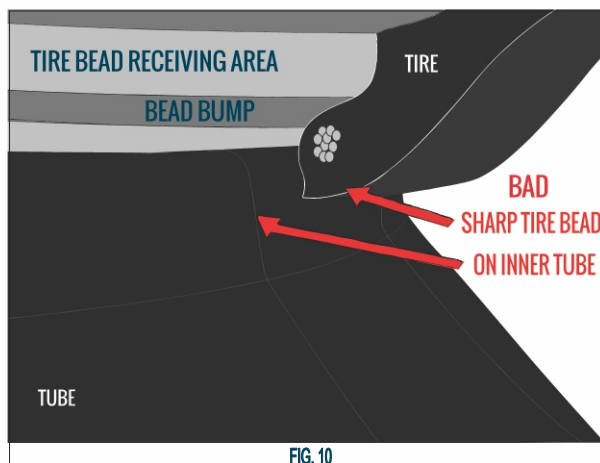 TIRE BEAD RECEIVING AREA
TIRE
BEAD BUMP
BAD
SHARP TIRE BEAD
ON INNER TUBE
TUBE
FIG. 10